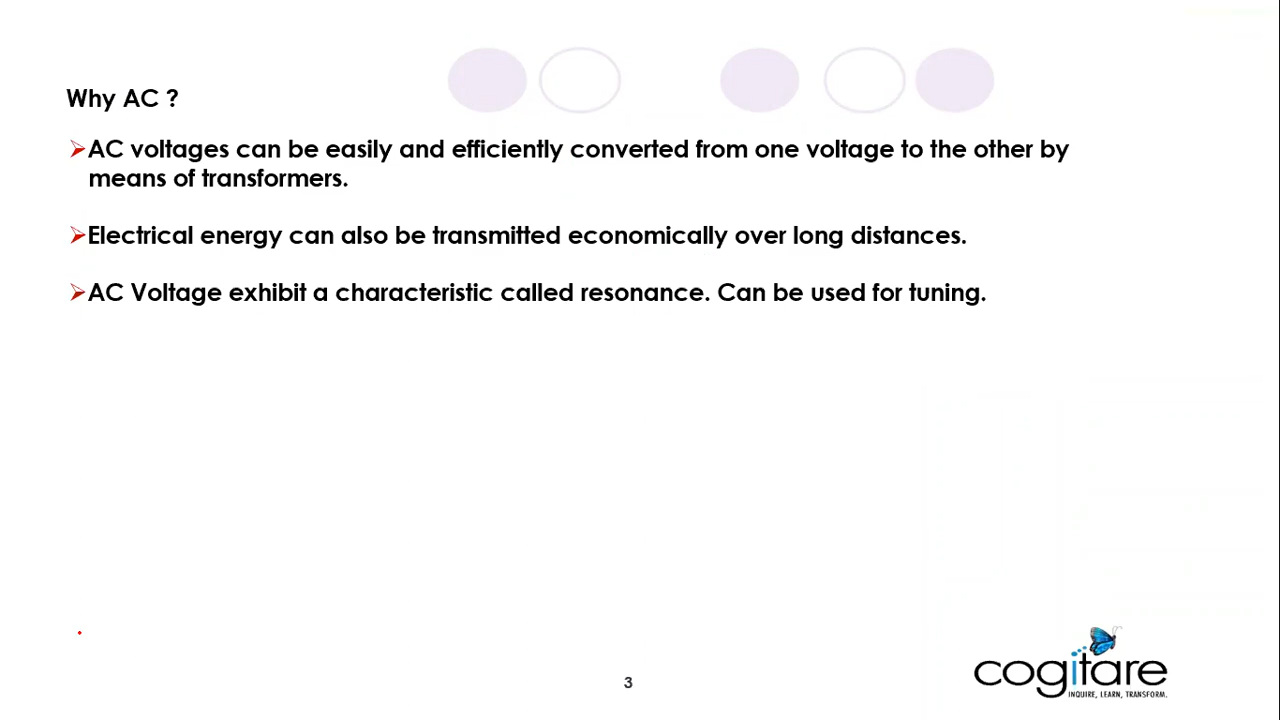 Why AC ?
➢AC voltages can be easily and efficiently converted from one voltage to the other by
means of transformers.
➢Electrical energy can also be transmitted economically over long distances.
➢AC Voltage exhibit a characteristic called resonance. Can be used for tuning.
3
cogitare
INQUIRE, LEARN, TRANSFORM.